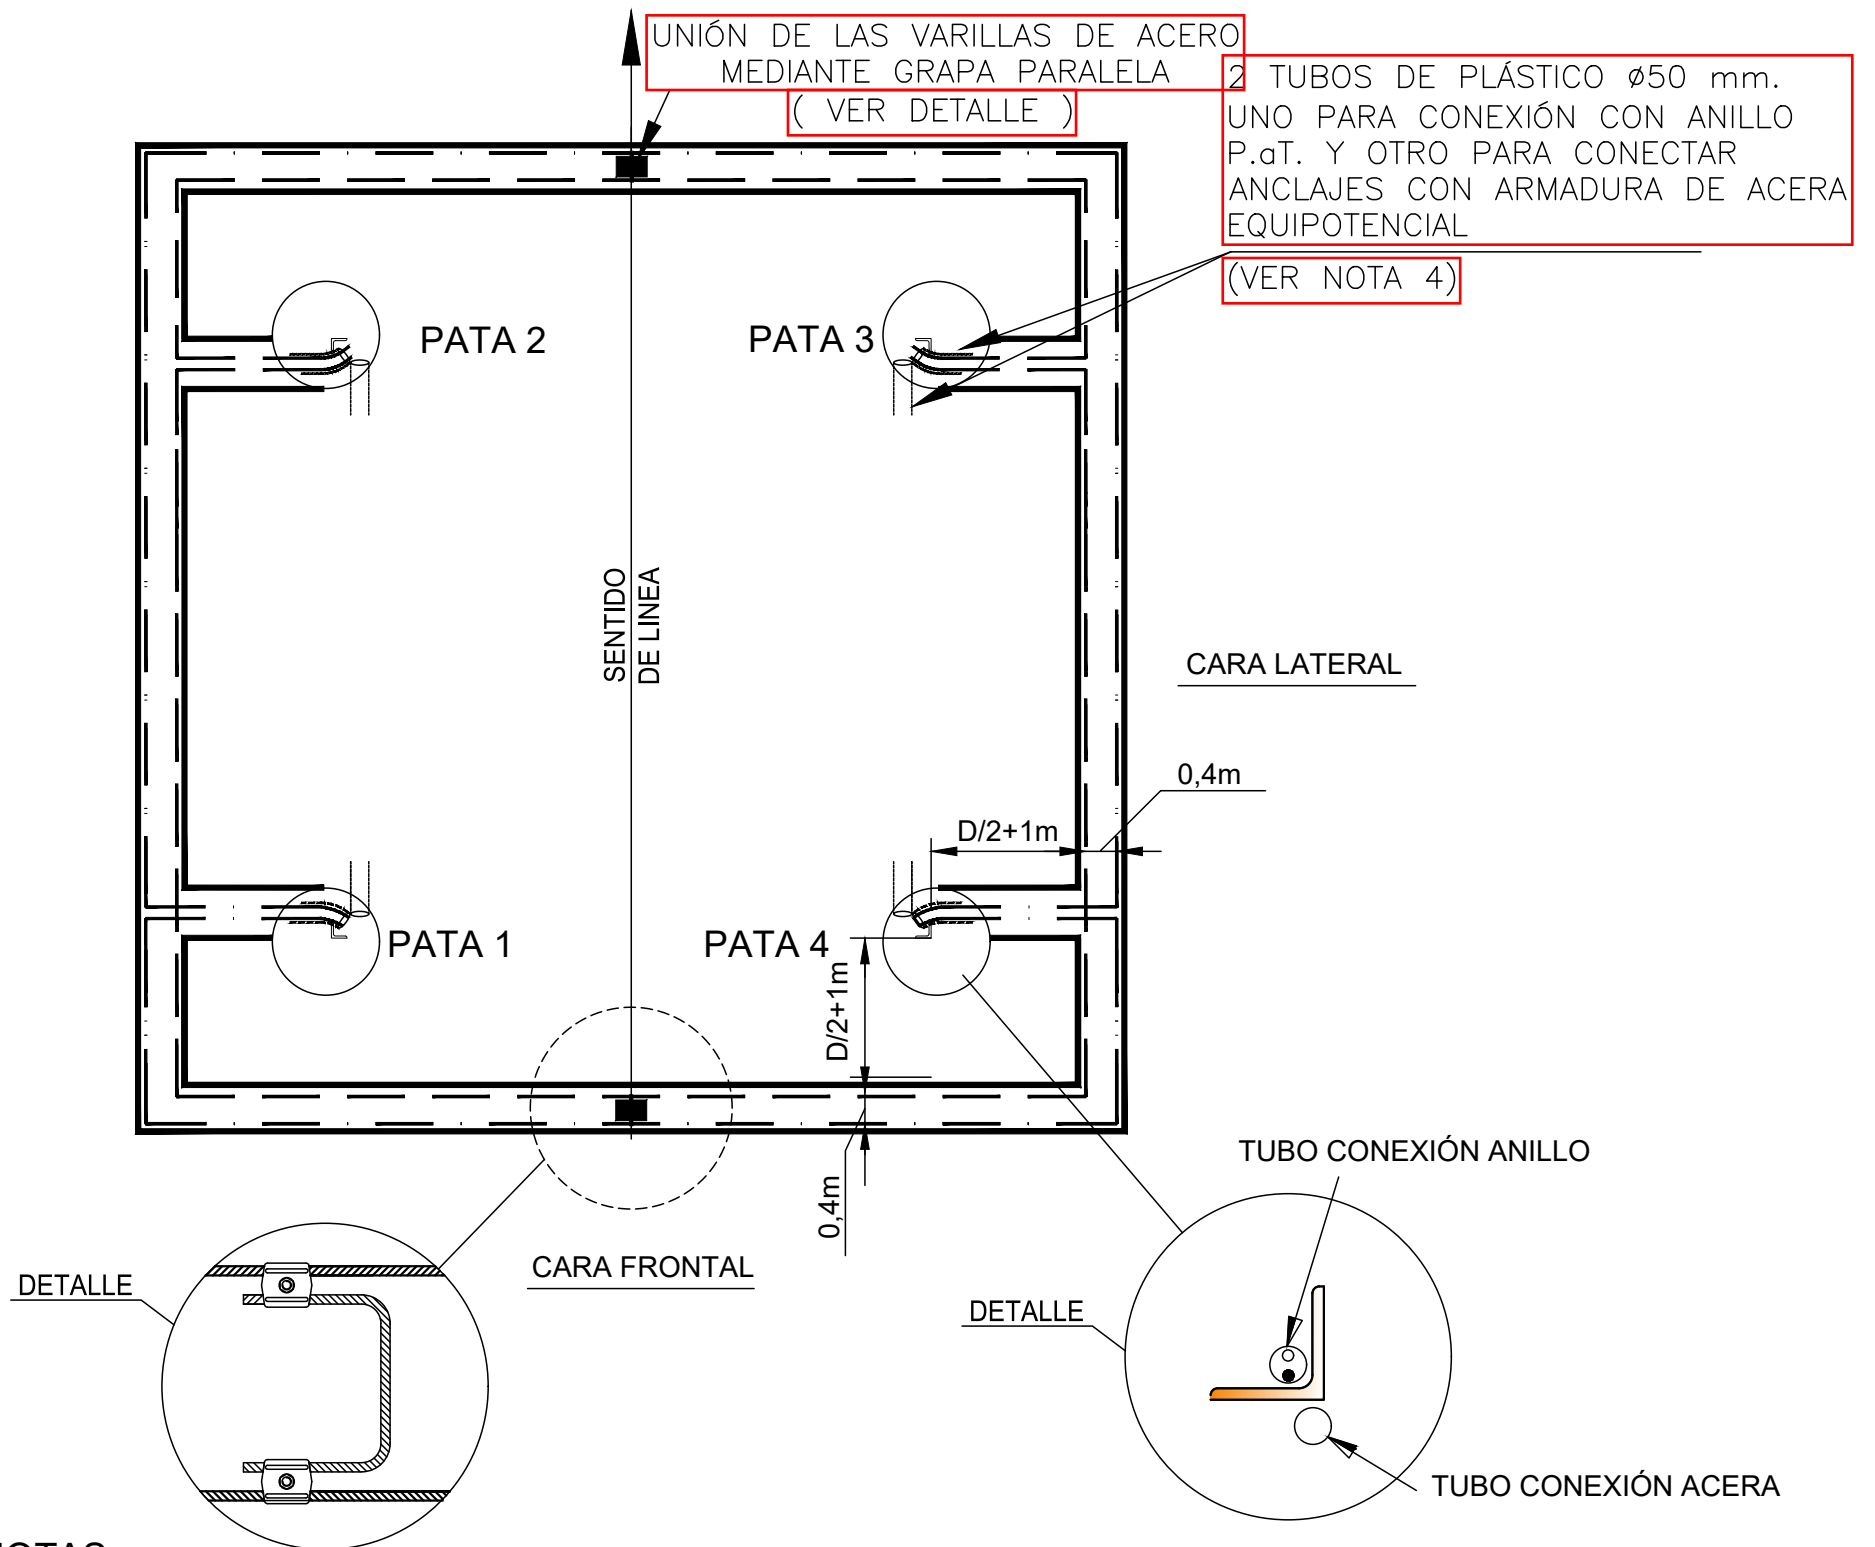 UNIÓN DE LAS VARILLAS DE ACERO
MEDIANTE GRAPA PARALELA
( VER DETALLE )
2 TUBOS DE PLÁSTICO Ø50 mm.
UNO PARA CONEXIÓN CON ANILLO
P.aT. Y OTRO PARA CONECTAR
ANCLAJES CON ARMADURA DE ACERA
EQUIPOTENCIAL
(VER NOTA 4)
PATA 2
PATA 3
SENTIDO
DE LINEA
CARA LATERAL
0,4m
D/2+1m
PATA 1
PATA 4
D/2+1m
0,4m
TUBO CONEXIÓN ANILLO
CARA FRONTAL
DETALLE
DETALLE
TUBO CONEXIÓN ACERA